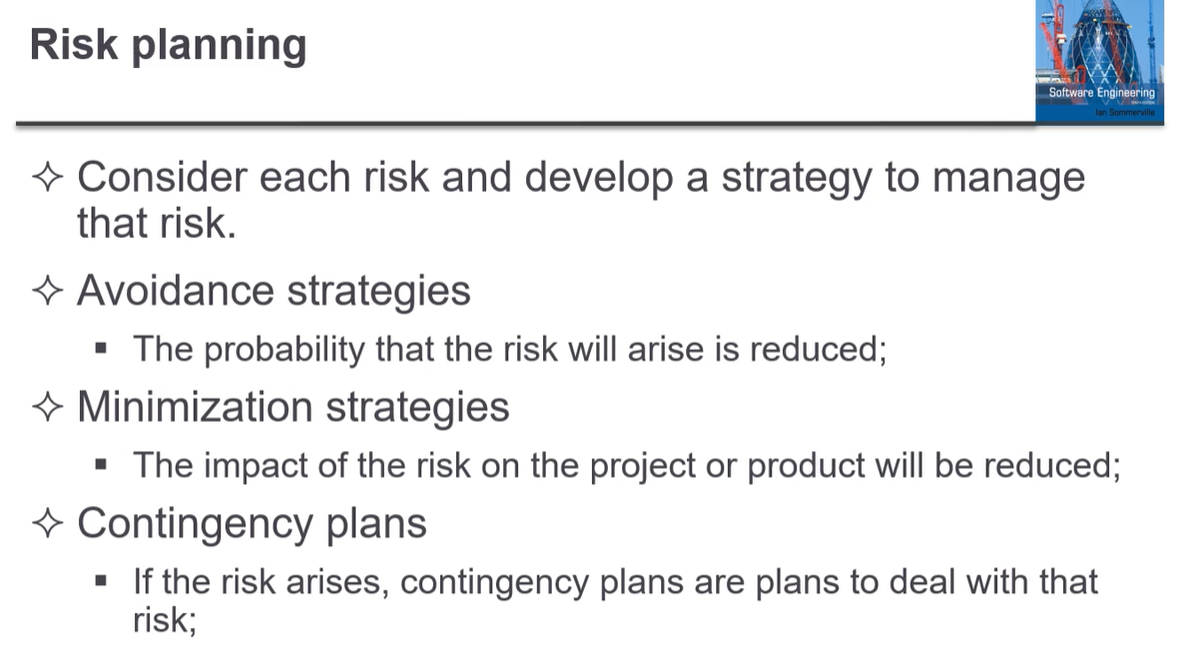 Risk planning
Software Engineering
Ian Sommerville
✧ Consider each risk and develop a strategy to manage
that risk.
✧ Avoidance strategies
▪ The probability that the risk will arise is reduced;
✧ Minimization strategies
▪ The impact of the risk on the project or product will be reduced;
✧ Contingency plans
▪ If the risk arises, contingency plans are plans to deal with that
risk;